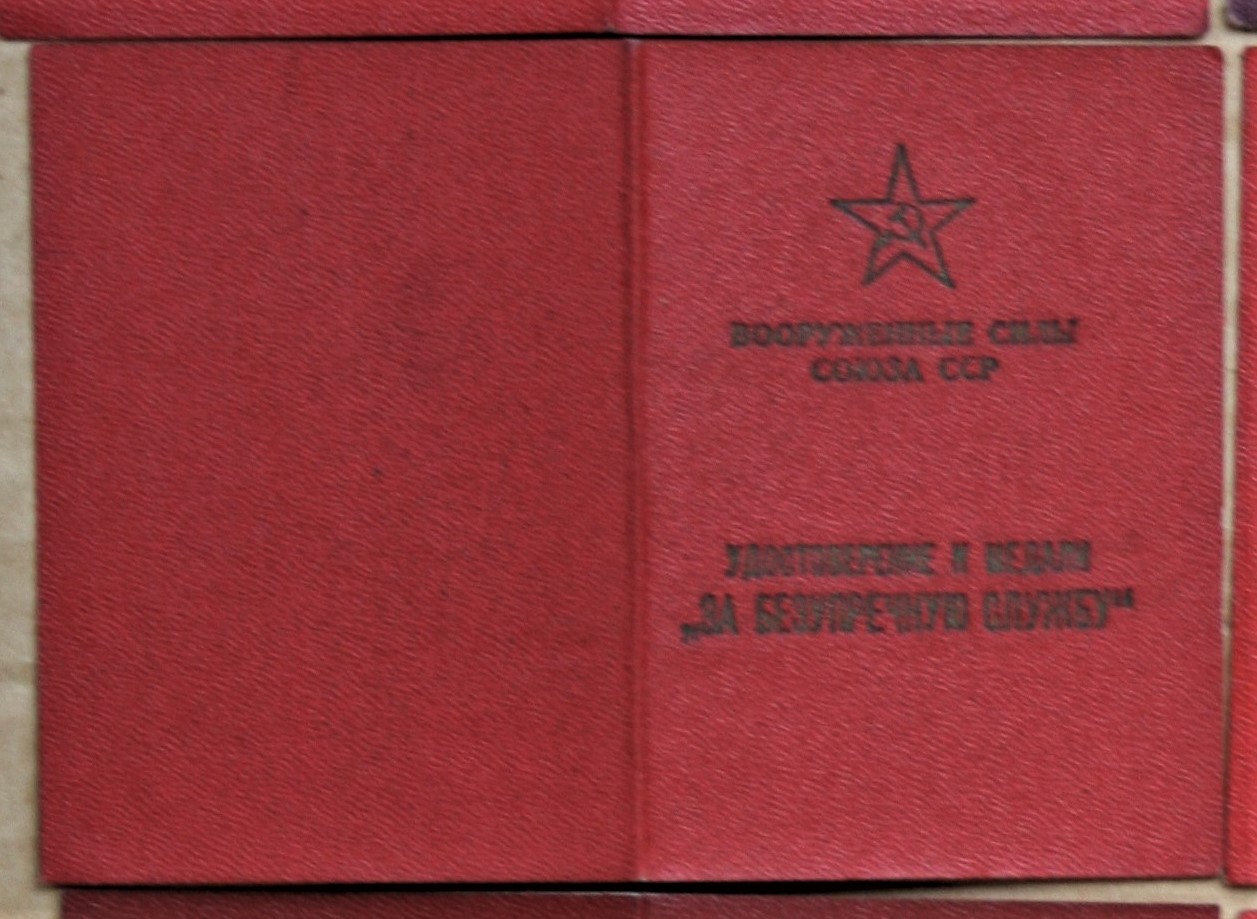 ВООРУЖЕННЫЕ СИЛЫ
СОЮЗА ССР
УДОСТОВЕРЕНИЕ К МЕДАЛИ
„ЗА БЕЗУПРЕЧНУЮ СЛУЖБУ“